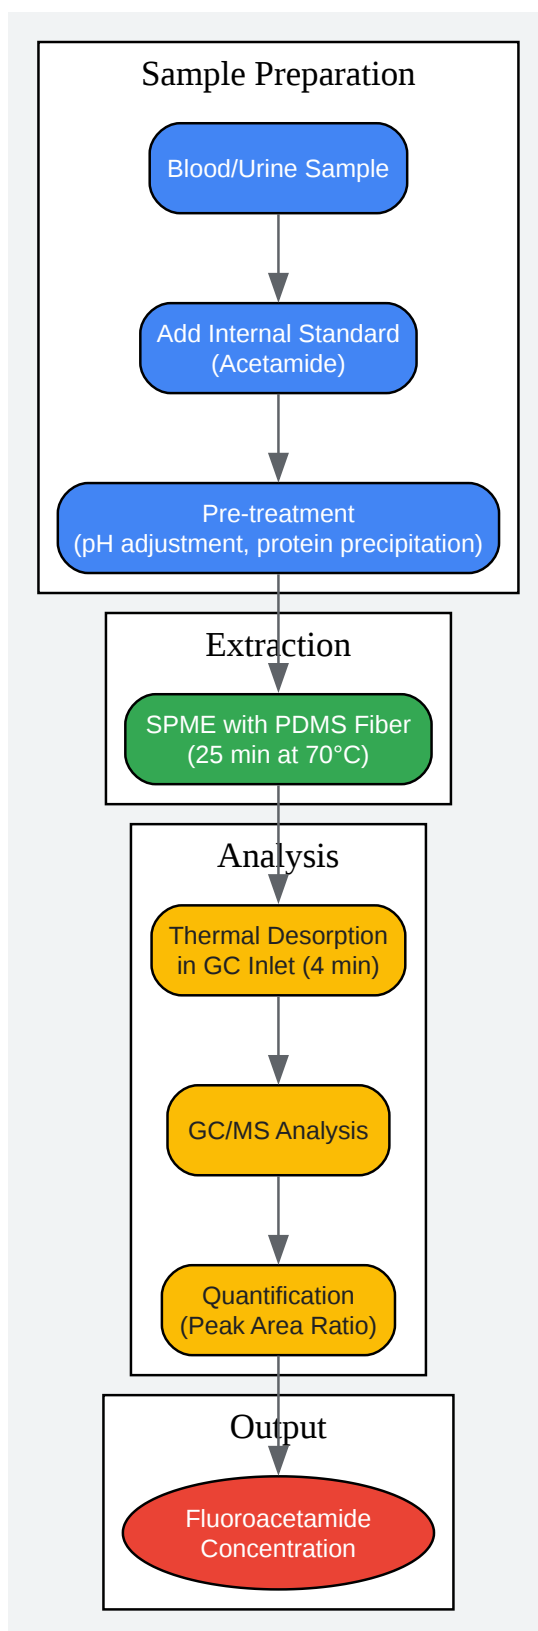 Sample Preparation
Blood/Urine Sample
Add Internal Standard
(Acetamide)
Pre-treatment
(pH adjustment, protein precipitation)
Extraction
SPME with PDMS Fiber
(25 min at 70°C)
Analysis
Thermal Desorption
in GC Inlet (4 min)
GC/MS Analysis
Quantification
(Peak Area Ratio)
Output
Fluoroacetamide
Concentration